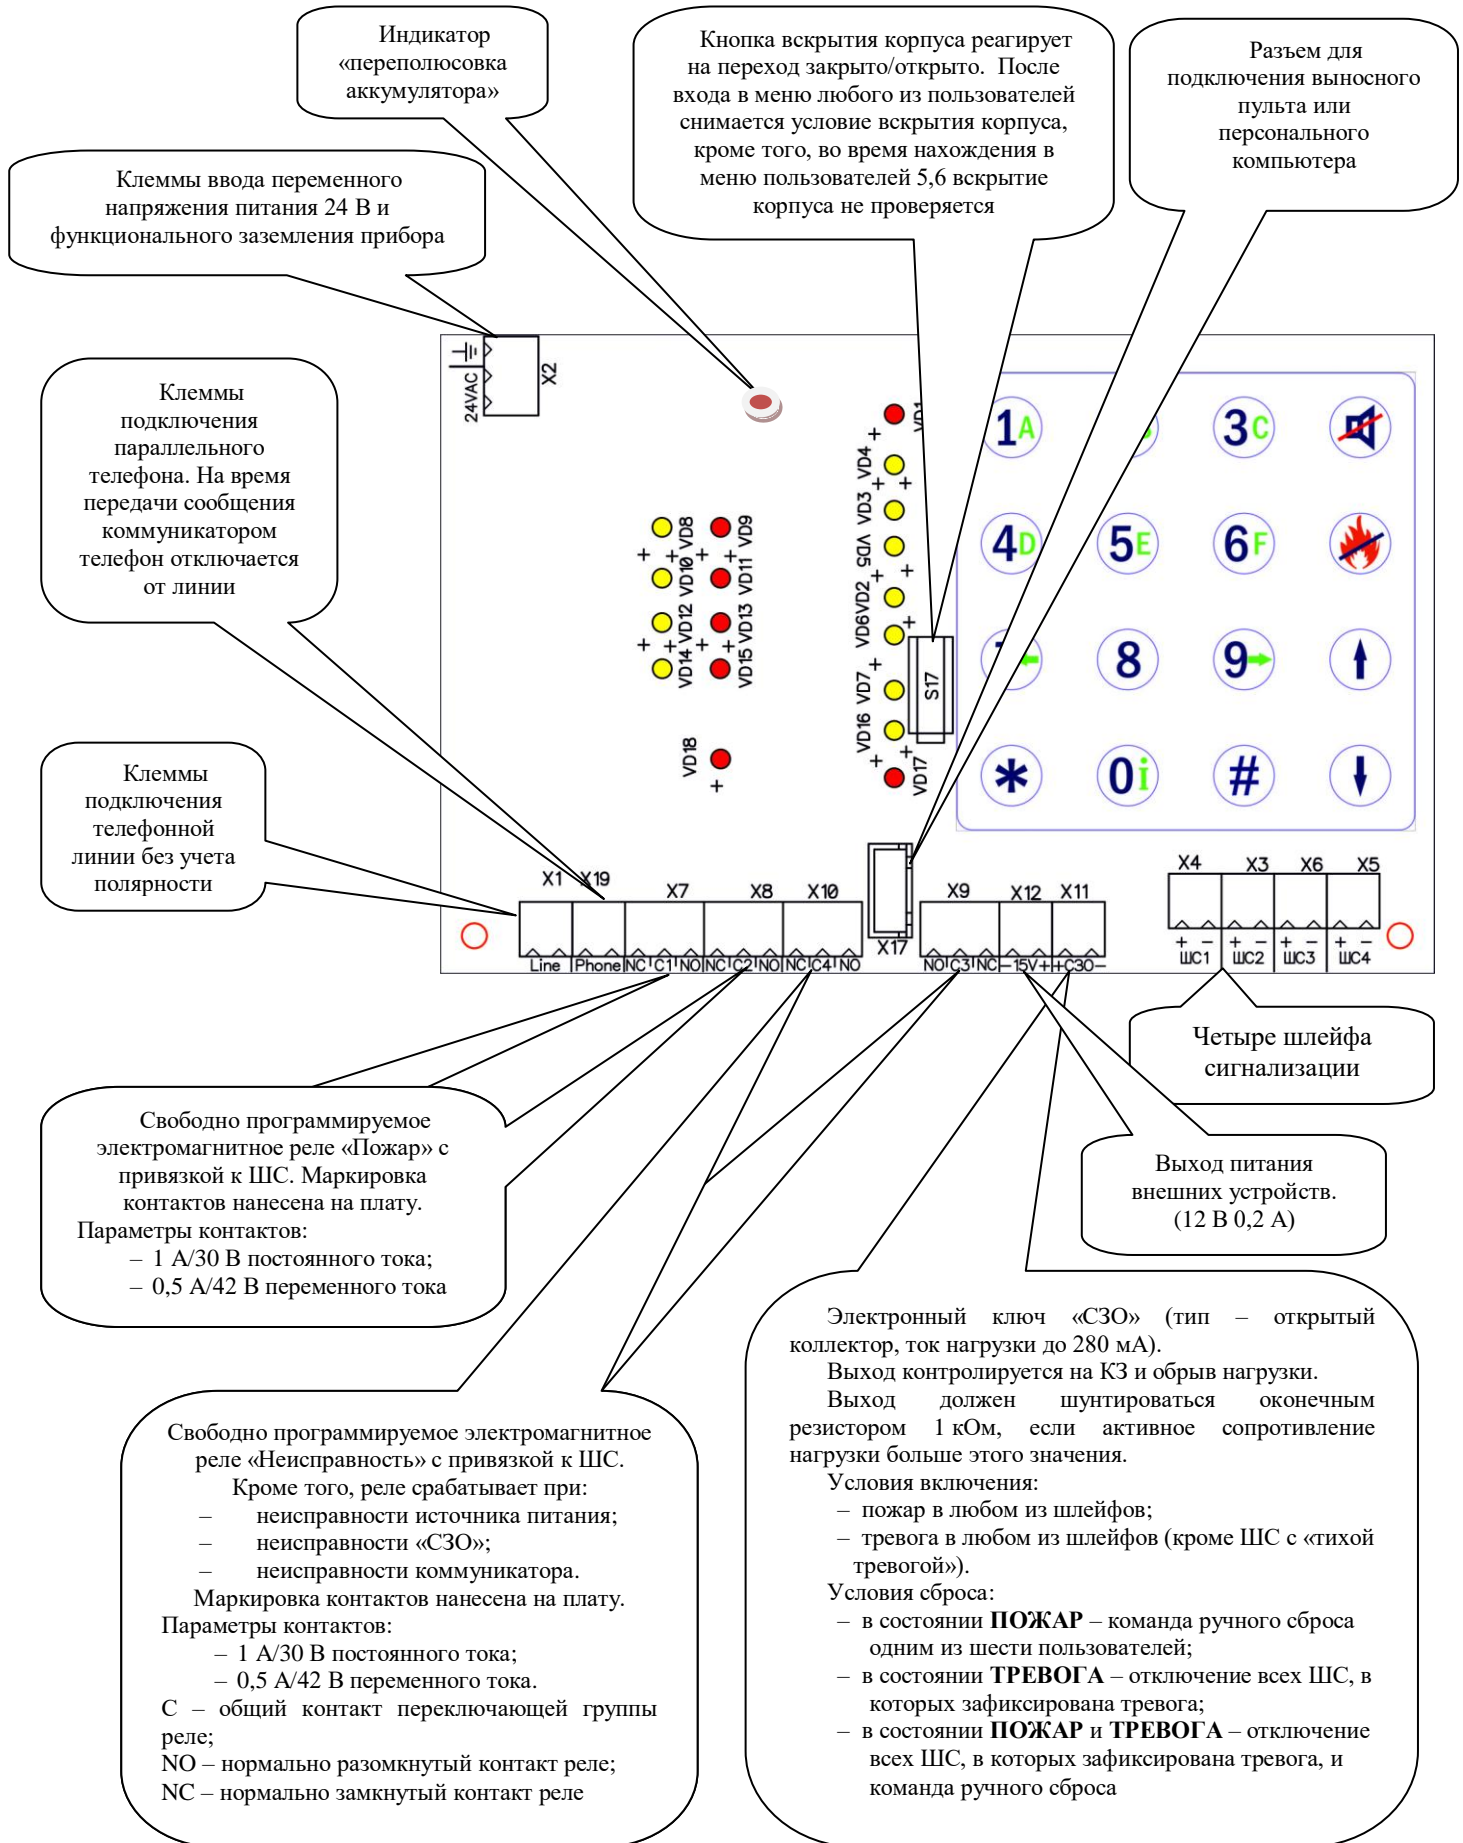 Индикатор
«переполюсовка
аккумулятора»
Кнопка вскрытия корпуса реагирует
на переход закрыто/открыто. После
входа в меню любого из пользователей
снимается условие вскрытия корпуса,
кроме того, во время нахождения в
меню пользователей 5,6 вскрытие
корпуса не проверяется
Разъем для
подключения выносного
пульта или
персонального
компьютера
Клеммы ввода переменного
напряжения питания 24 В и
функционального заземления прибора
Клеммы
подключения
параллельного
телефона. На время
передачи сообщения
коммуникатором
телефон отключается
от линии
Клеммы
подключения
телефонной
линии без учета
полярности
24VAC
X2
VD1
+
VD4
+ +
VD3
VD5
+ +
VD2
VD6
+
+
VD7
VD16
+ +
VD17
S17
VD8
VD9
+ + + +
VD10
VD11
VD12
VD13
+ + + +
VD14
VD15
VD18
+
1A
3C
4D
5E
6F
8
9
*
0i
#
X1 X19 X7 X8 X10
Line Phone NC C1 NO NC C2 NO NC C4 NO
X17
X9 X12 X11
NO C3 NC -15V+ +СЗО-
X4 X3 X6 X5
+ - + - + - + -
ШС1 ШС2 ШС3 ШС4
Четыре шлейфа
сигнализации
Выход питания
внешних устройств.
(12 В 0,2 А)
Свободно программируемое
электромагнитное реле «Пожар» с
привязкой к ШС. Маркировка
контактов нанесена на плату.
Параметры контактов:
– 1 А/30 В постоянного тока;
– 0,5 А/42 В переменного тока
Свободно программируемое электромагнитное
реле «Неисправность» с привязкой к ШС.
Кроме того, реле срабатывает при:
– неисправности источника питания;
– неисправности «СЗО»;
– неисправности коммуникатора.
Маркировка контактов нанесена на плату.
Параметры контактов:
– 1 А/30 В постоянного тока;
– 0,5 А/42 В переменного тока.
С – общий контакт переключающей группы
реле;
NO – нормально разомкнутый контакт реле;
NC – нормально замкнутый контакт реле
Электронный ключ «СЗО» (тип – открытый
коллектор, ток нагрузки до 280 мА).
Выход контролируется на КЗ и обрыв нагрузки.
Выход должен шунтироваться оконечным
резистором 1 кОм, если активное сопротивление
нагрузки больше этого значения.
Условия включения:
– пожар в любом из шлейфов;
– тревога в любом из шлейфов (кроме ШС с «тихой
тревогой»).
Условия сброса:
– в состоянии ПОЖАР – команда ручного сброса
одним из шести пользователей;
– в состоянии ТРЕВОГА – отключение всех ШС, в
которых зафиксирована тревога;
– в состоянии ПОЖАР и ТРЕВОГА – отключение
всех ШС, в которых зафиксирована тревога, и
команда ручного сброса